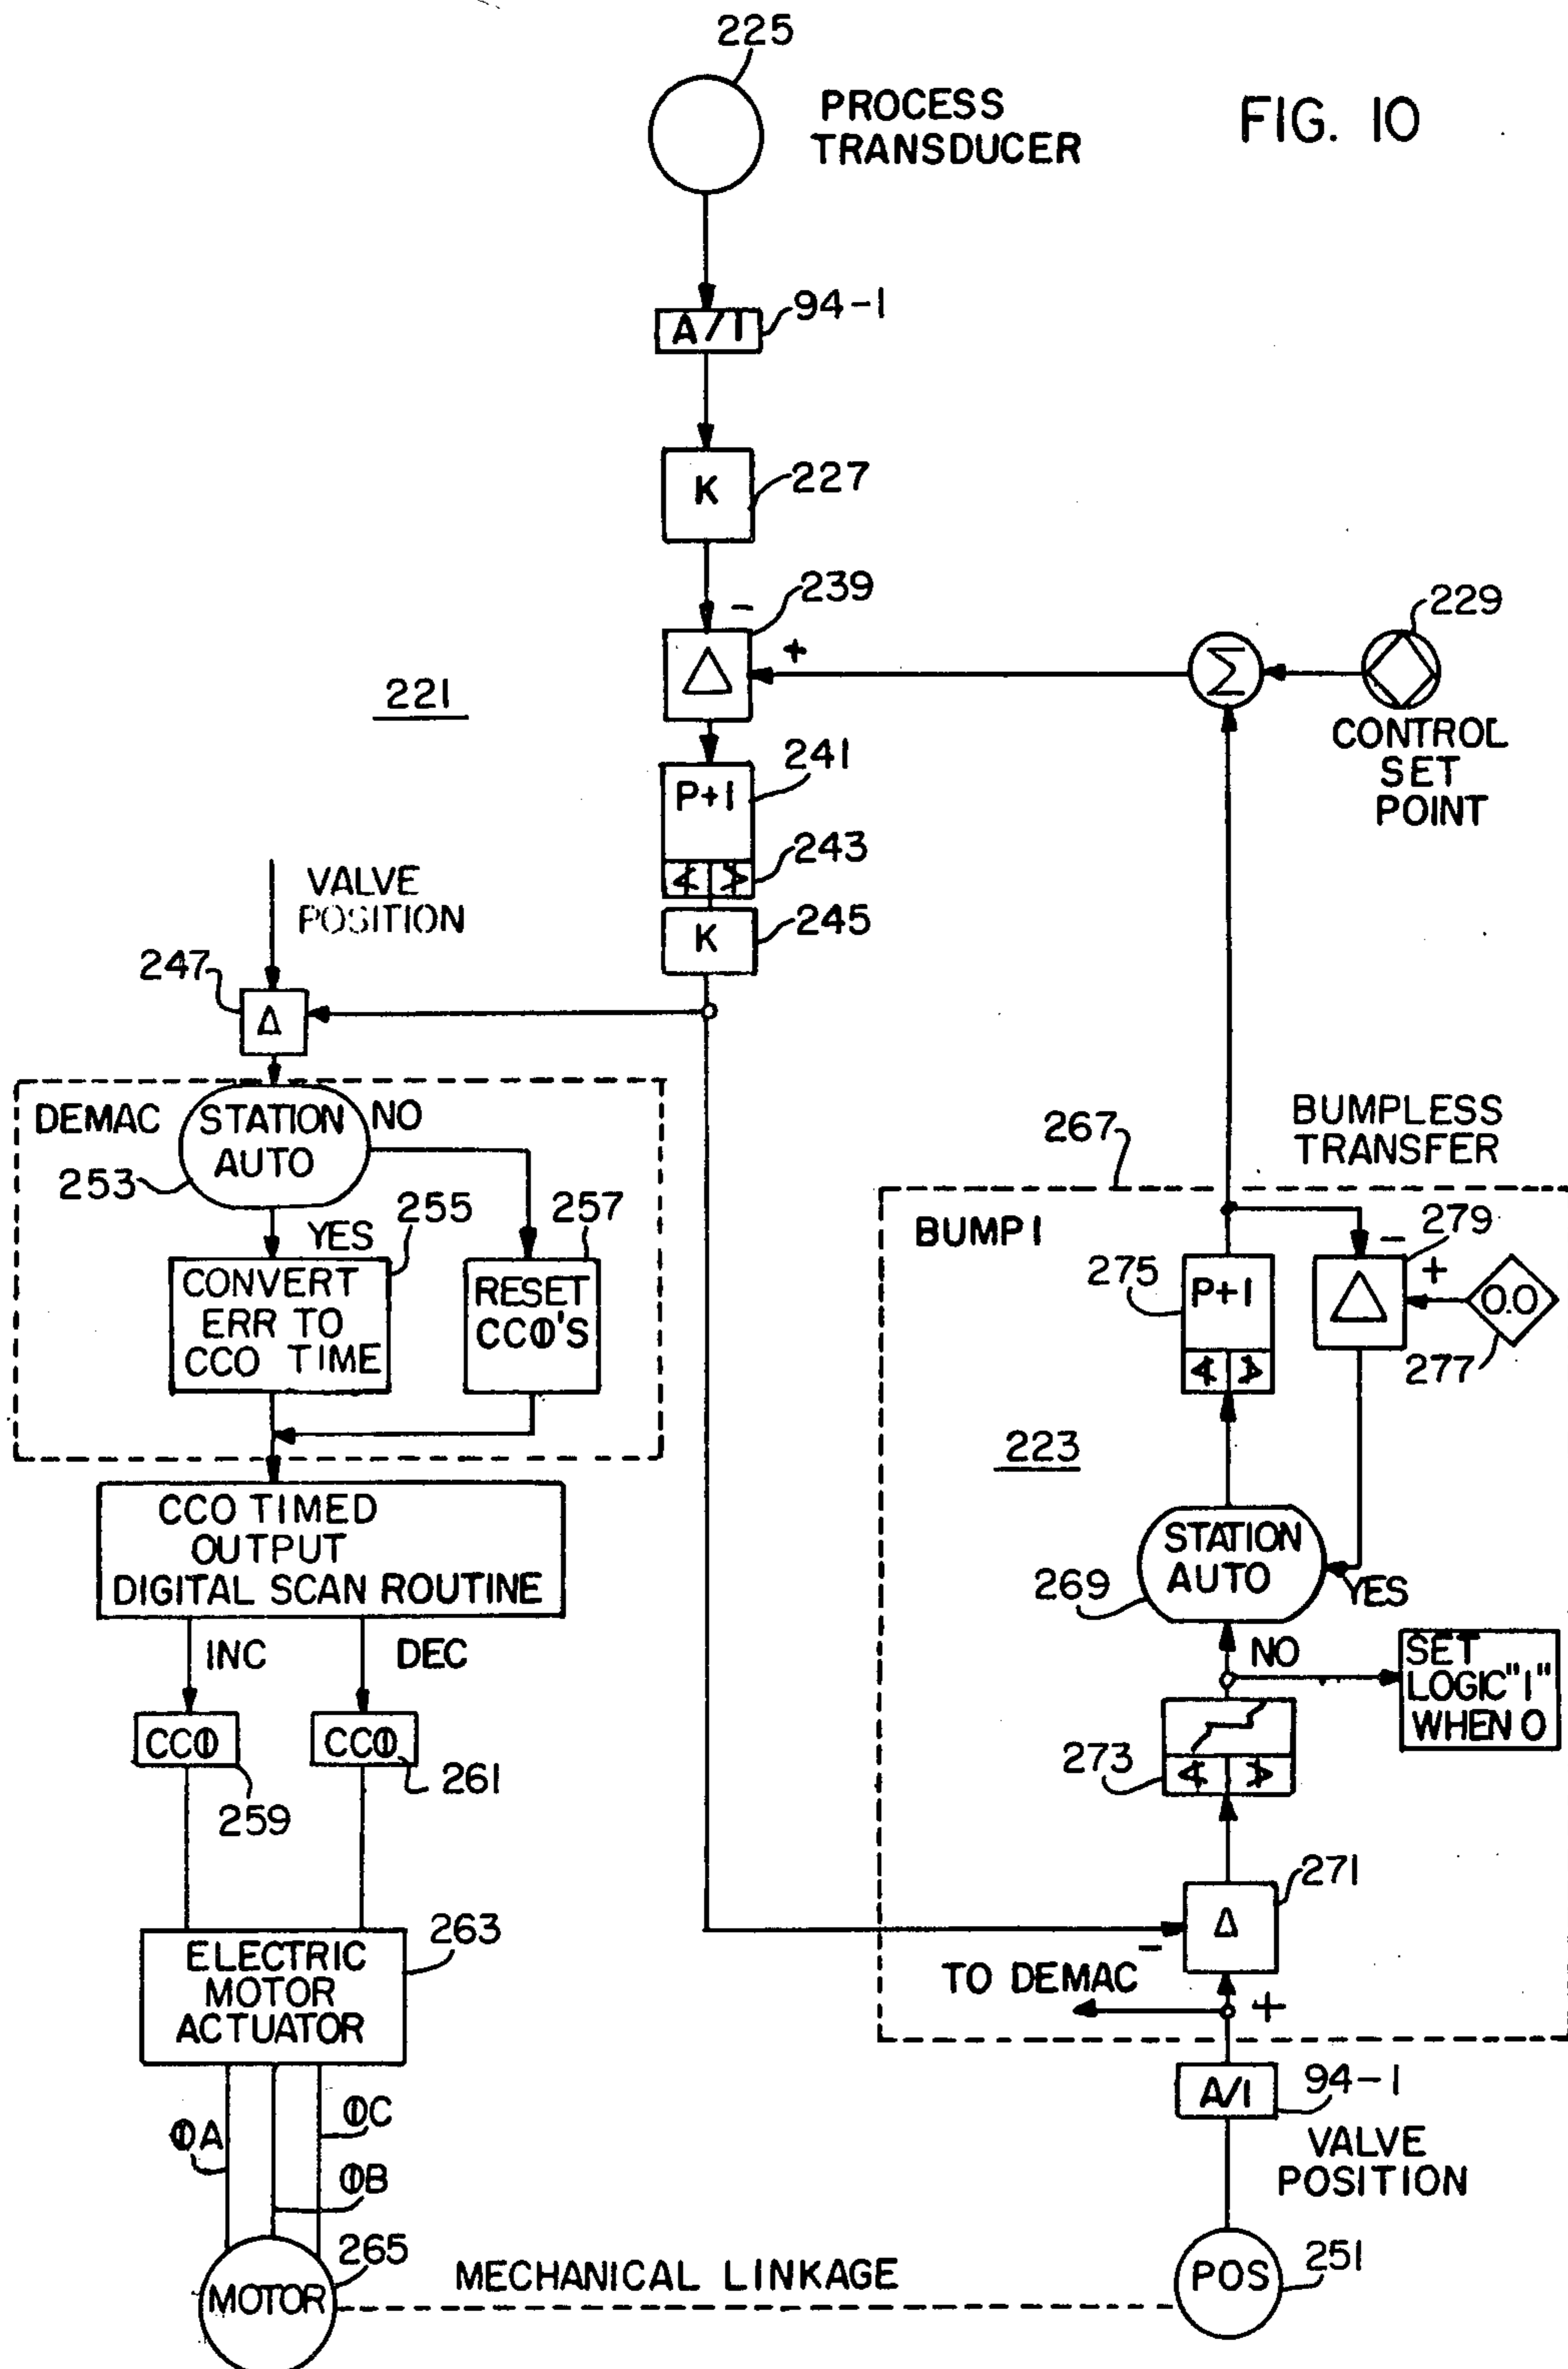 225
PROCESS
TRANSDUCER
FIG. 10
A/I
94-1
K
227
239
-
Δ
+
Σ
229
CONTROL
SET
POINT
221
241
P+I
243
K
245
VALVE
POSITION
247
Δ
DEMAC
STATION
AUTO
NO
253
YES
255
257
CONVERT
ERR TO
CCO TIME
RESET
CCO'S
CCO TIMED
OUTPUT
DIGITAL SCAN ROUTINE
INC
DEC
CCO
CCO
259
261
ELECTRIC
MOTOR
ACTUATOR
263
ΦA
ΦC
ΦB
MOTOR
265
MECHANICAL LINKAGE
267
BUMPLESS
TRANSFER
BUMP1
275
P+I
-
279
Δ
+
0.0
277
223
STATION
AUTO
269
YES
NO
SET
LOGIC "1"
WHEN 0
273
271
Δ
-
TO DEMAC
+
A/I
94-1
VALVE
POSITION
POS
251